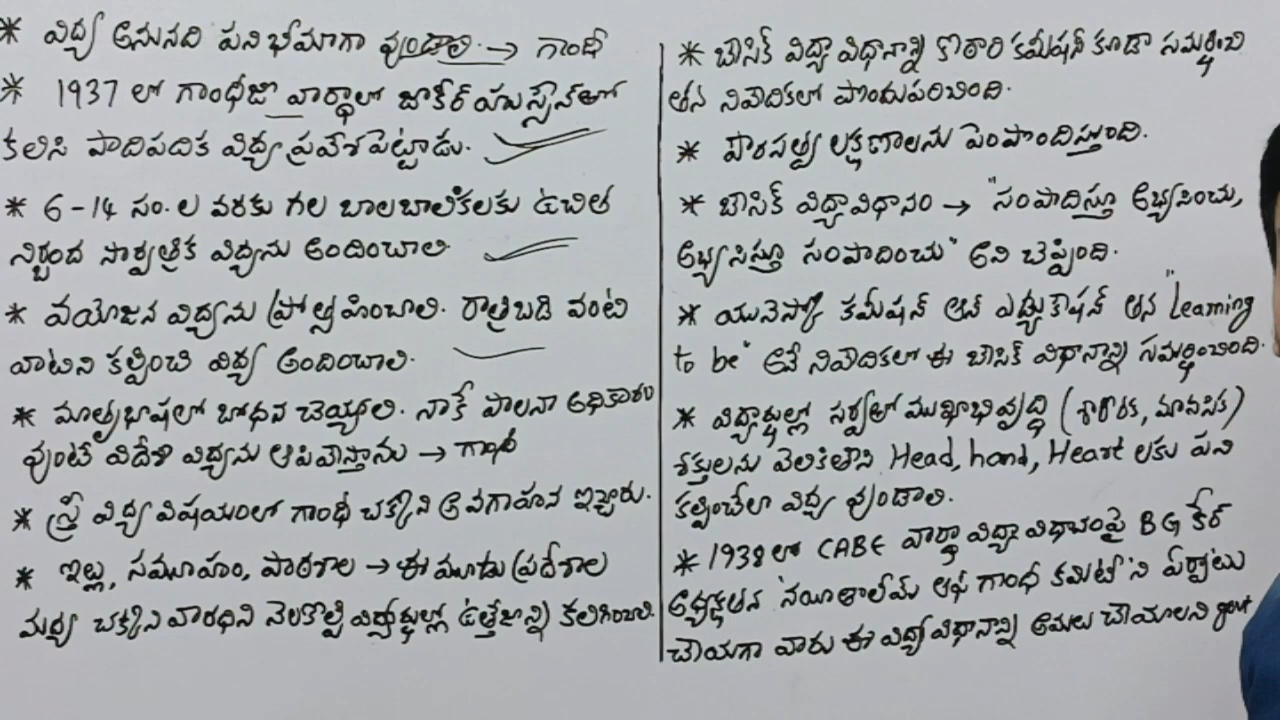 * విద్య అనునది పనిభీమాగా వుండాలి. → గాంధీ
* 1937 లో గాంధీజీ వార్ధాలో జాకీర్ హుస్సేన్‌తో
కలిసి పాదిపదిక విద్య ప్రవేశపెట్టాడు.
* 6-14 సం.ల వరకు గల బాలబాలికలకు ఉచిత
నిర్బంధ సార్వత్రిక విద్యను అందించాలి
* వయోజన విద్యను ప్రోత్సహించాలి. రాత్రిబడి వంటి
వాటిని కల్పించి విద్య అందించాలి.
* మాతృభాషలో బోధన చెయ్యాలి. నాకే పాలనా అధికారం
వుంటే విదేశీ విద్యను ఆపివేస్తాను → గాంధీ
* స్త్రీ విద్య విషయంలో గాంధీ చక్కని అవగాహన ఇచ్చారు.
* ఇల్లు, సమూహం, పాఠశాల → ఈ మూడు ప్రదేశాల
మధ్య చక్కని వారధిని నెలకొల్పి విద్యార్థుల్లో ఉత్తేజాన్ని కలిగించాలి.
* బేసిక్ విద్యా విధానాన్ని కొఠారి కమీషన్ కూడా సమర్థించి
తన నివేదికలో పొందుపరిచింది.
* పౌరసత్వ లక్షణాలను పెంపొందిస్తుంది.
* బేసిక్ విద్యావిధానం → "సంపాదిస్తూ అభ్యసించు,
అభ్యసిస్తూ సంపాదించు" అని చెప్పింది.
* యునెస్కో కమీషన్ ఆన్ ఎడ్యుకేషన్ తన "Learning
to be" అనే నివేదికలో ఈ బేసిక్ విధానాన్ని సమర్థించింది.
* విద్యార్థుల్లో సర్వతోముఖాభివృద్ధి (శారీరక, మానసిక)
శక్తులను వెలికితీసి Head, hand, Heart లకు పని
కల్పించేలా విద్య వుండాలి.
* 1938 లో CABE వార్ధా విద్యా విధానంపై BG ఖేర్
అధ్యక్షతన 'నయీతాలిమ్ ఆఫ్ గాంధీ కమిటీ'ని ఏర్పాటు
చేయగా వారు ఈ విద్యా విధానాన్ని అమలు చేయాలని govt